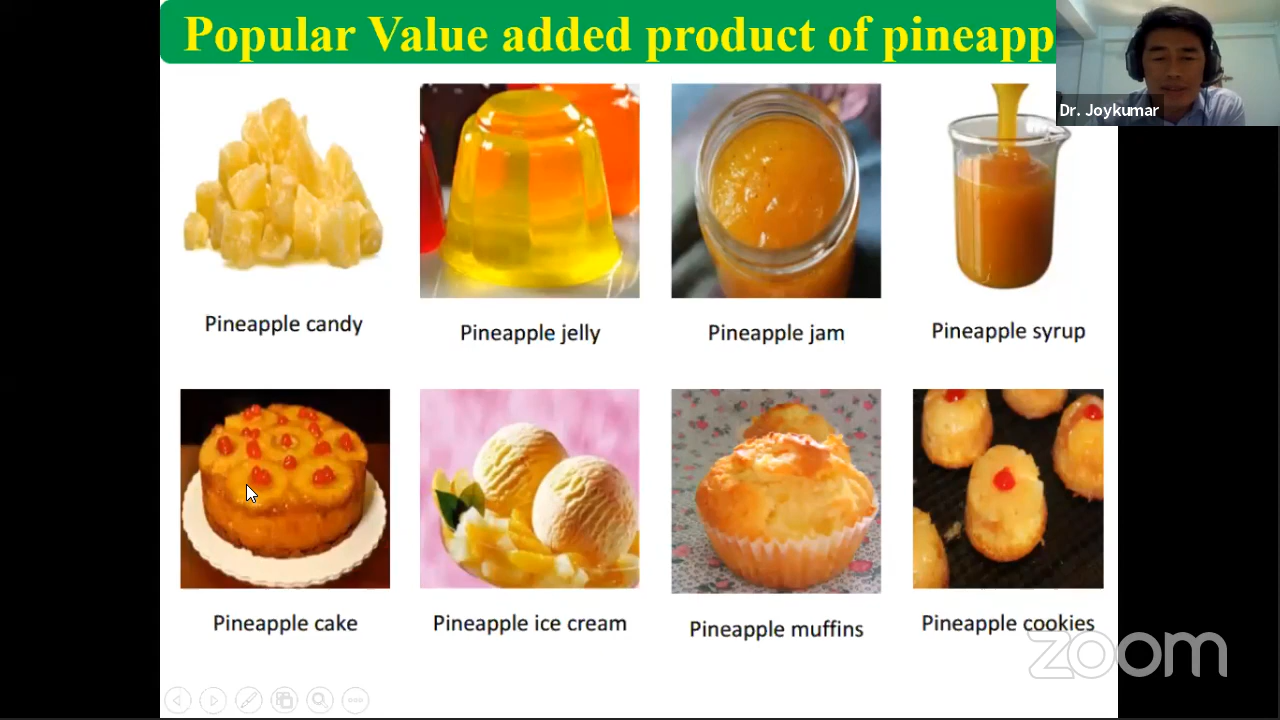 Popular Value added product of pineapp
Dr. Joykumar
Pineapple candy
Pineapple jelly
Pineapple jam
Pineapple syrup
Pineapple cake
Pineapple ice cream
Pineapple muffins
Pineapple cookies
zoom